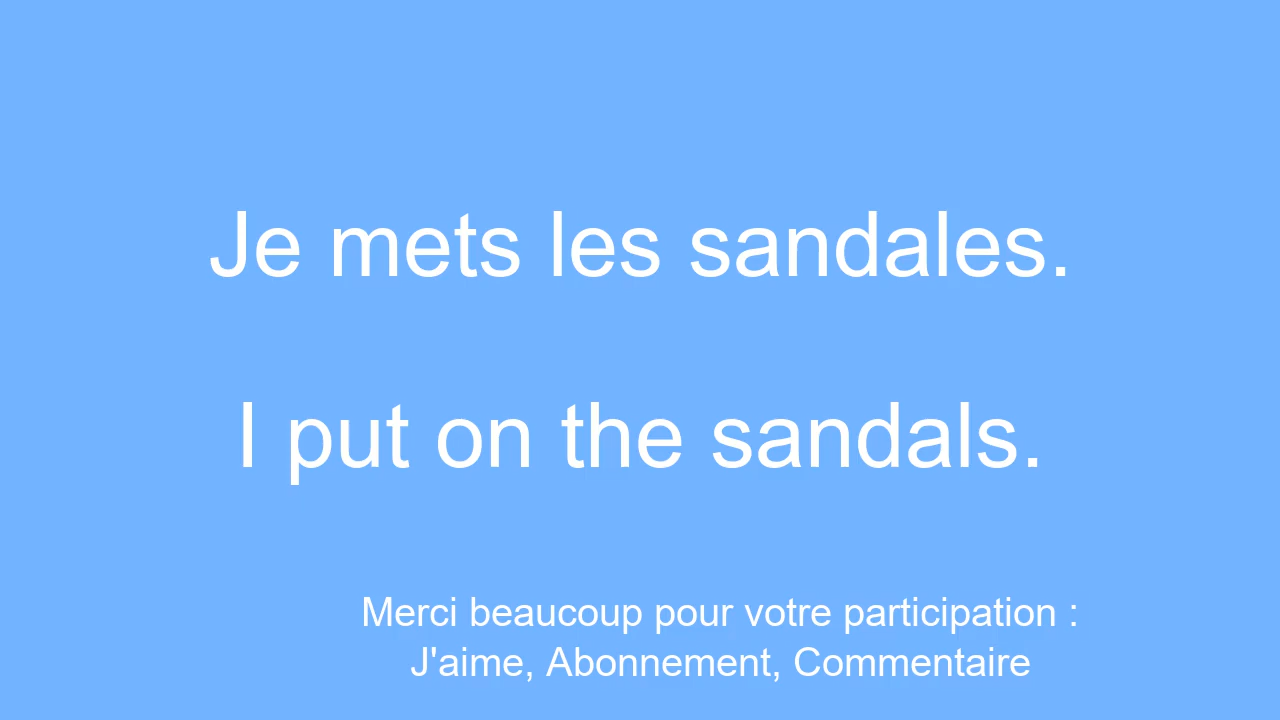 Je mets les sandales.
I put on the sandals.
Merci beaucoup pour votre participation :
J'aime, Abonnement, Commentaire